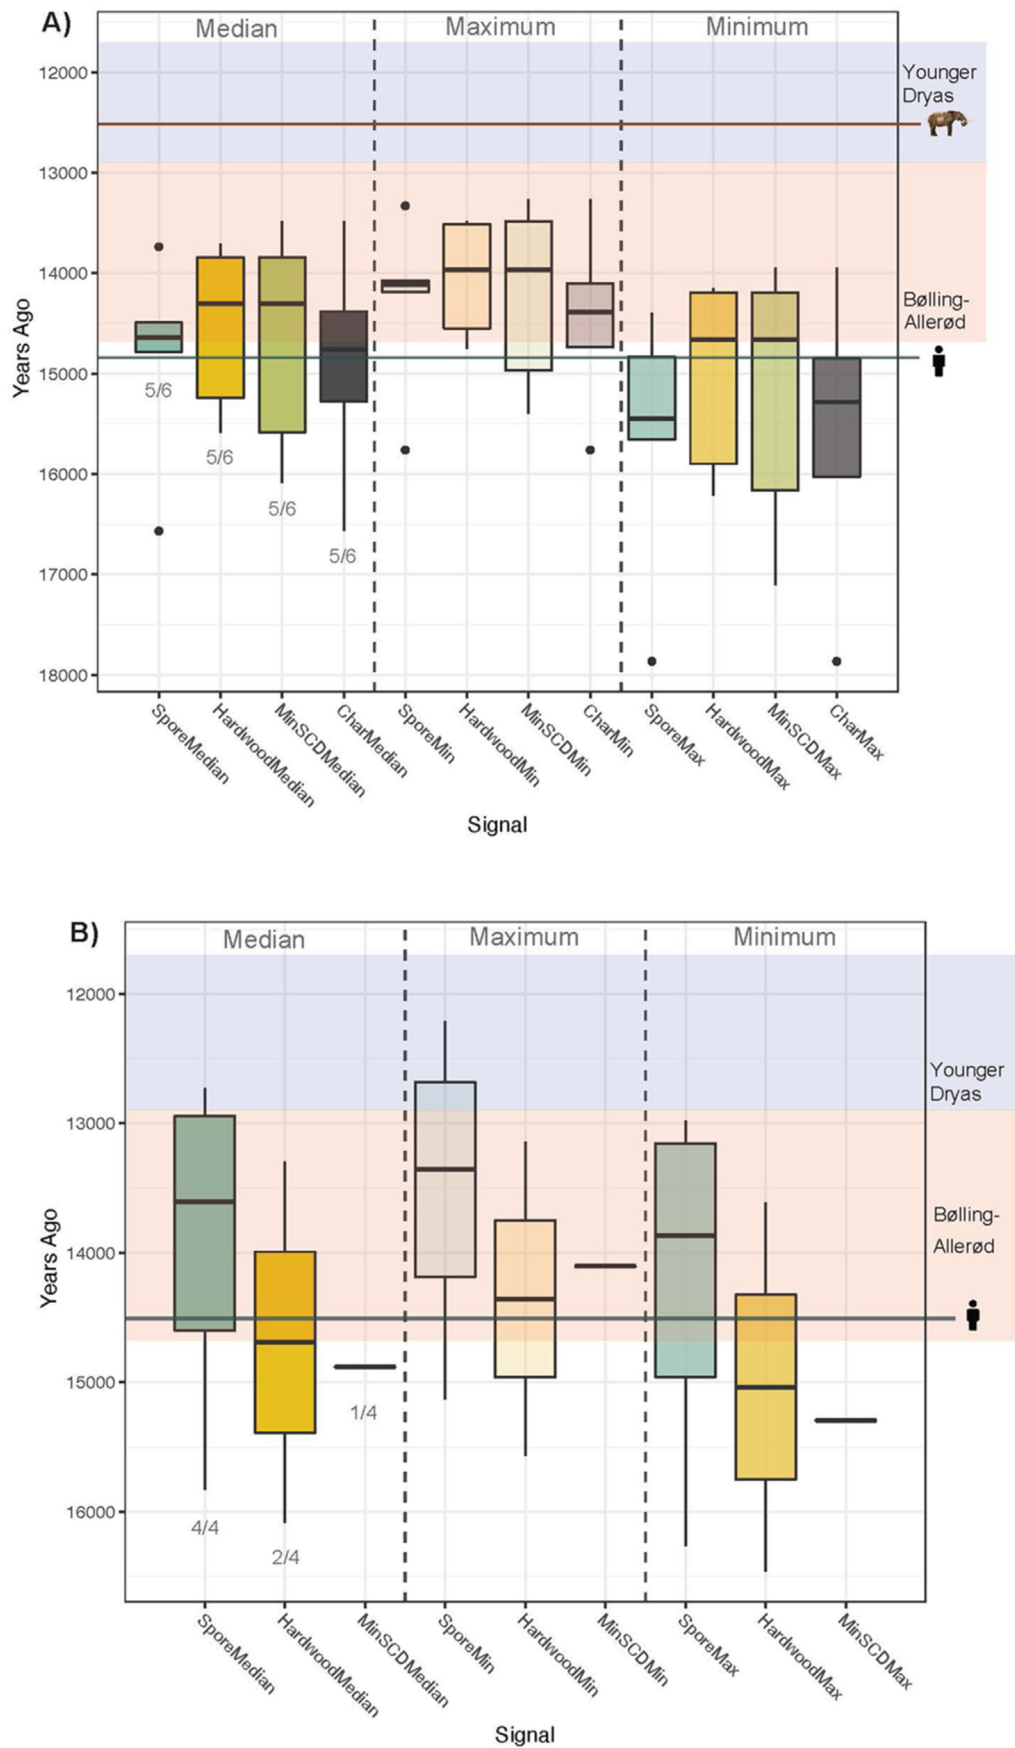 A)
Median
Maximum
Minimum
12000
13000
14000
15000
16000
17000
18000
Years Ago
Younger
Dryas
Bølling-
Allerød
5/6
5/6
5/6
5/6
SporeMedian
HardwoodMedian
MinSCDMedian
CharMedian
SporeMin
HardwoodMin
MinSCDMin
CharMin
SporeMax
HardwoodMax
MinSCDMax
CharMax
Signal
B)
Median
Maximum
Minimum
12000
13000
14000
15000
16000
Years Ago
Younger
Dryas
Bølling-
Allerød
4/4
2/4
1/4
SporeMedian
HardwoodMedian
MinSCDMedian
SporeMin
HardwoodMin
MinSCDMin
SporeMax
HardwoodMax
MinSCDMax
Signal